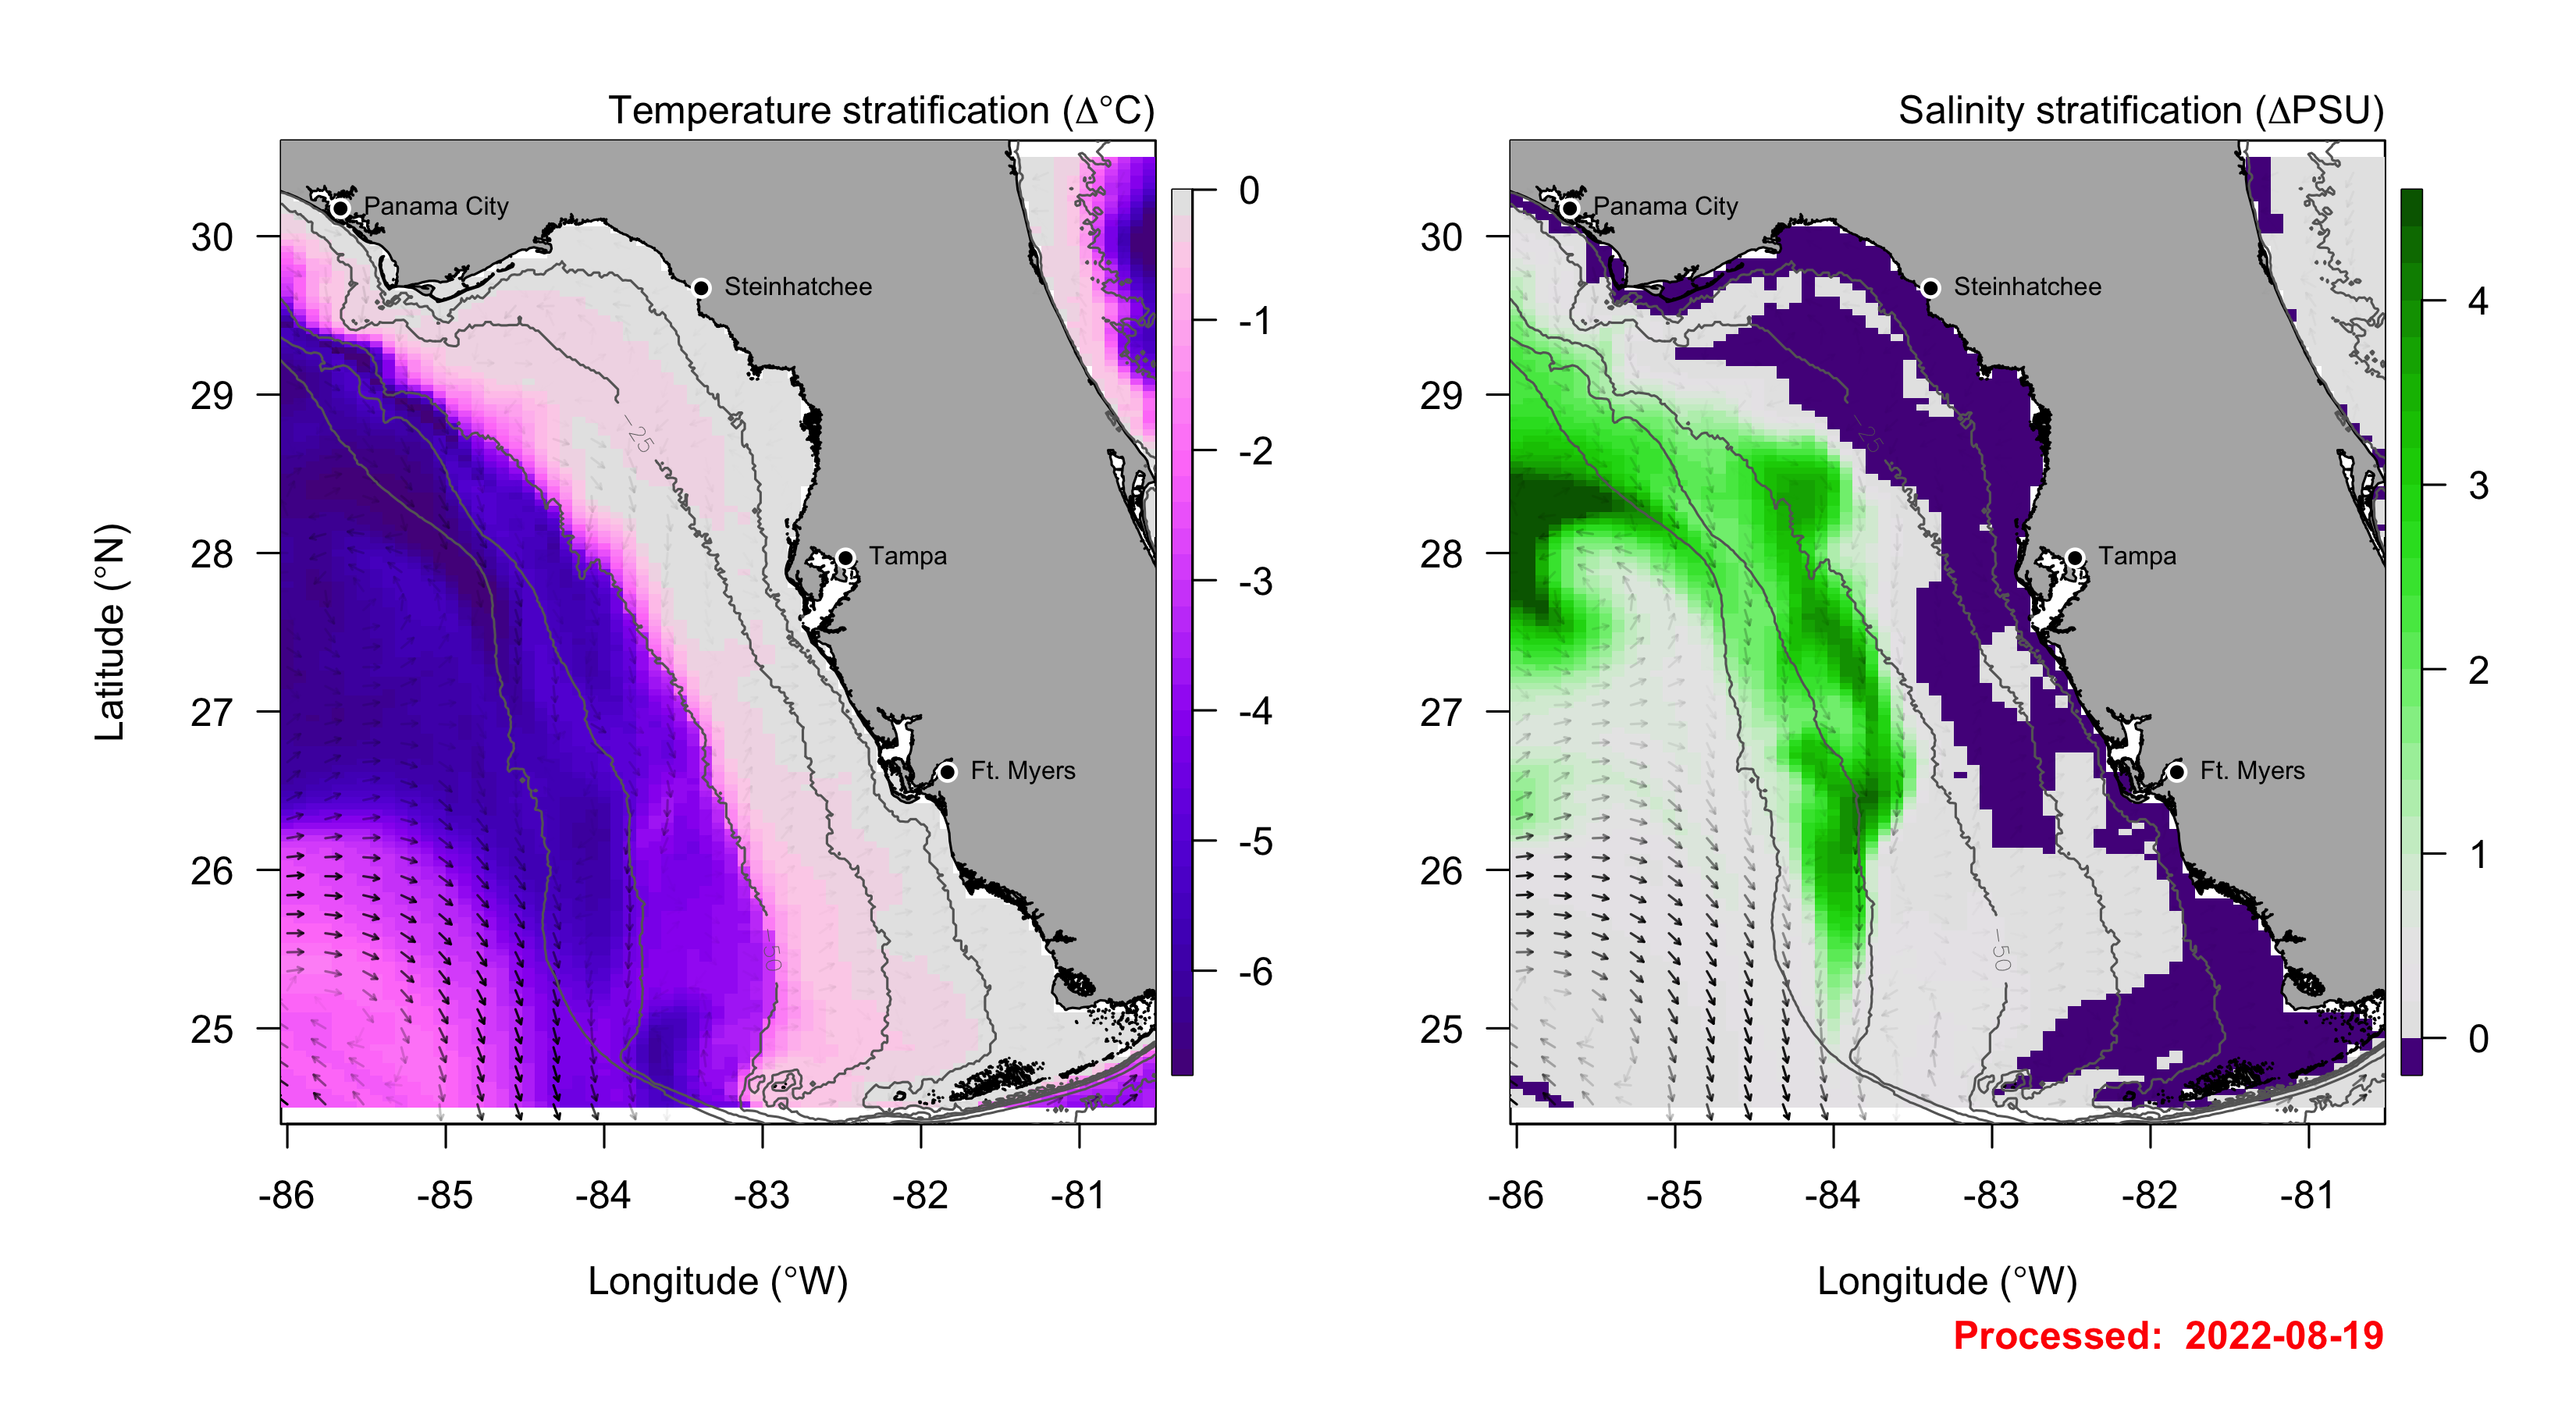 Temperature stratification (Δ°C)
Panama City
Steinhatchee
Tampa
Ft. Myers
−25
−50
30
29
28
27
26
25
Latitude (°N)
-86
-85
-84
-83
-82
-81
Longitude (°W)
0
-1
-2
-3
-4
-5
-6
Salinity stratification (ΔPSU)
Panama City
Steinhatchee
Tampa
Ft. Myers
−25
−50
30
29
28
27
26
25
-86
-85
-84
-83
-82
-81
Longitude (°W)
4
3
2
1
0
Processed: 2022-08-19